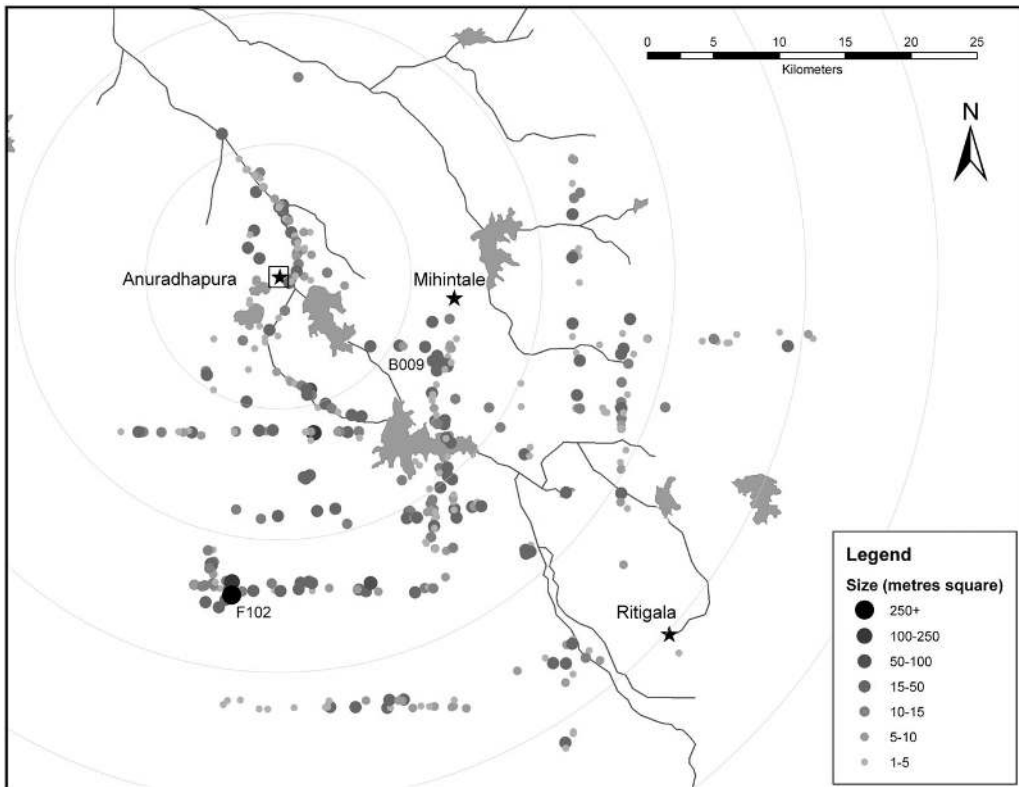 0 5 10 15 20 25
Kilometers
N
Anuradhapura
Mihintale
B009
F102
Ritigala
Legend
Size (metres square)
250+
100-250
50-100
15-50
10-15
5-10
1-5